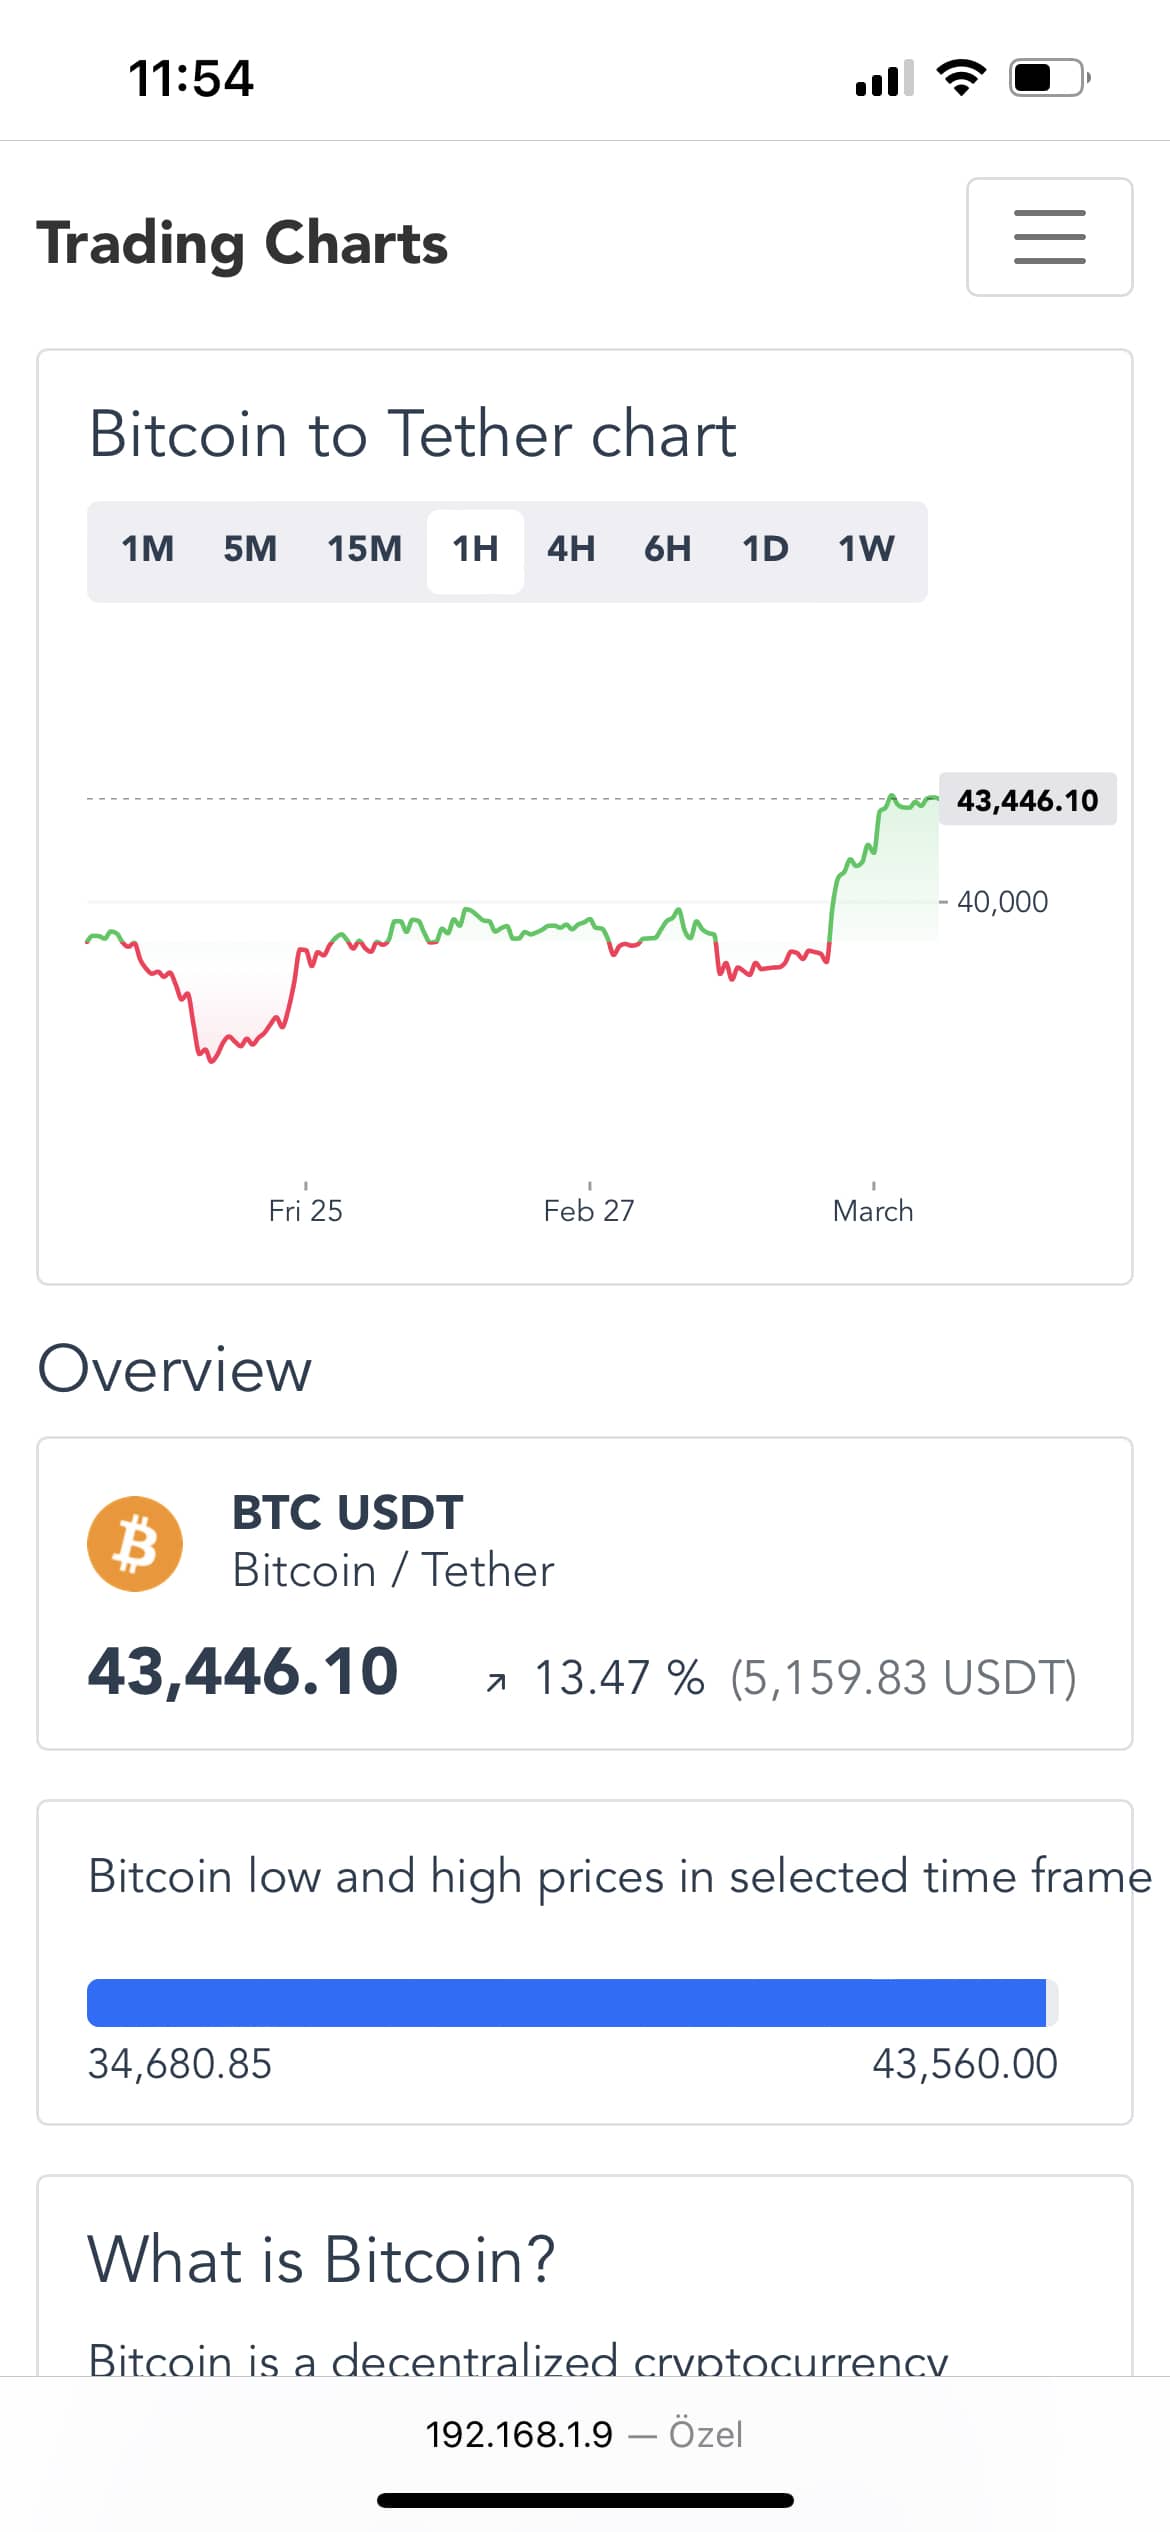 11:54
Trading Charts
Bitcoin to Tether chart
1M 5M 15M 1H 4H 6H 1D 1W
43,446.10
40,000
Fri 25 Feb 27 March
Overview
BTC USDT
Bitcoin / Tether
43,446.10 ↗ 13.47 % (5,159.83 USDT)
Bitcoin low and high prices in selected time frame
34,680.85 43,560.00
What is Bitcoin?
Bitcoin is a decentralized cryptocurrency
192.168.1.9 — Özel